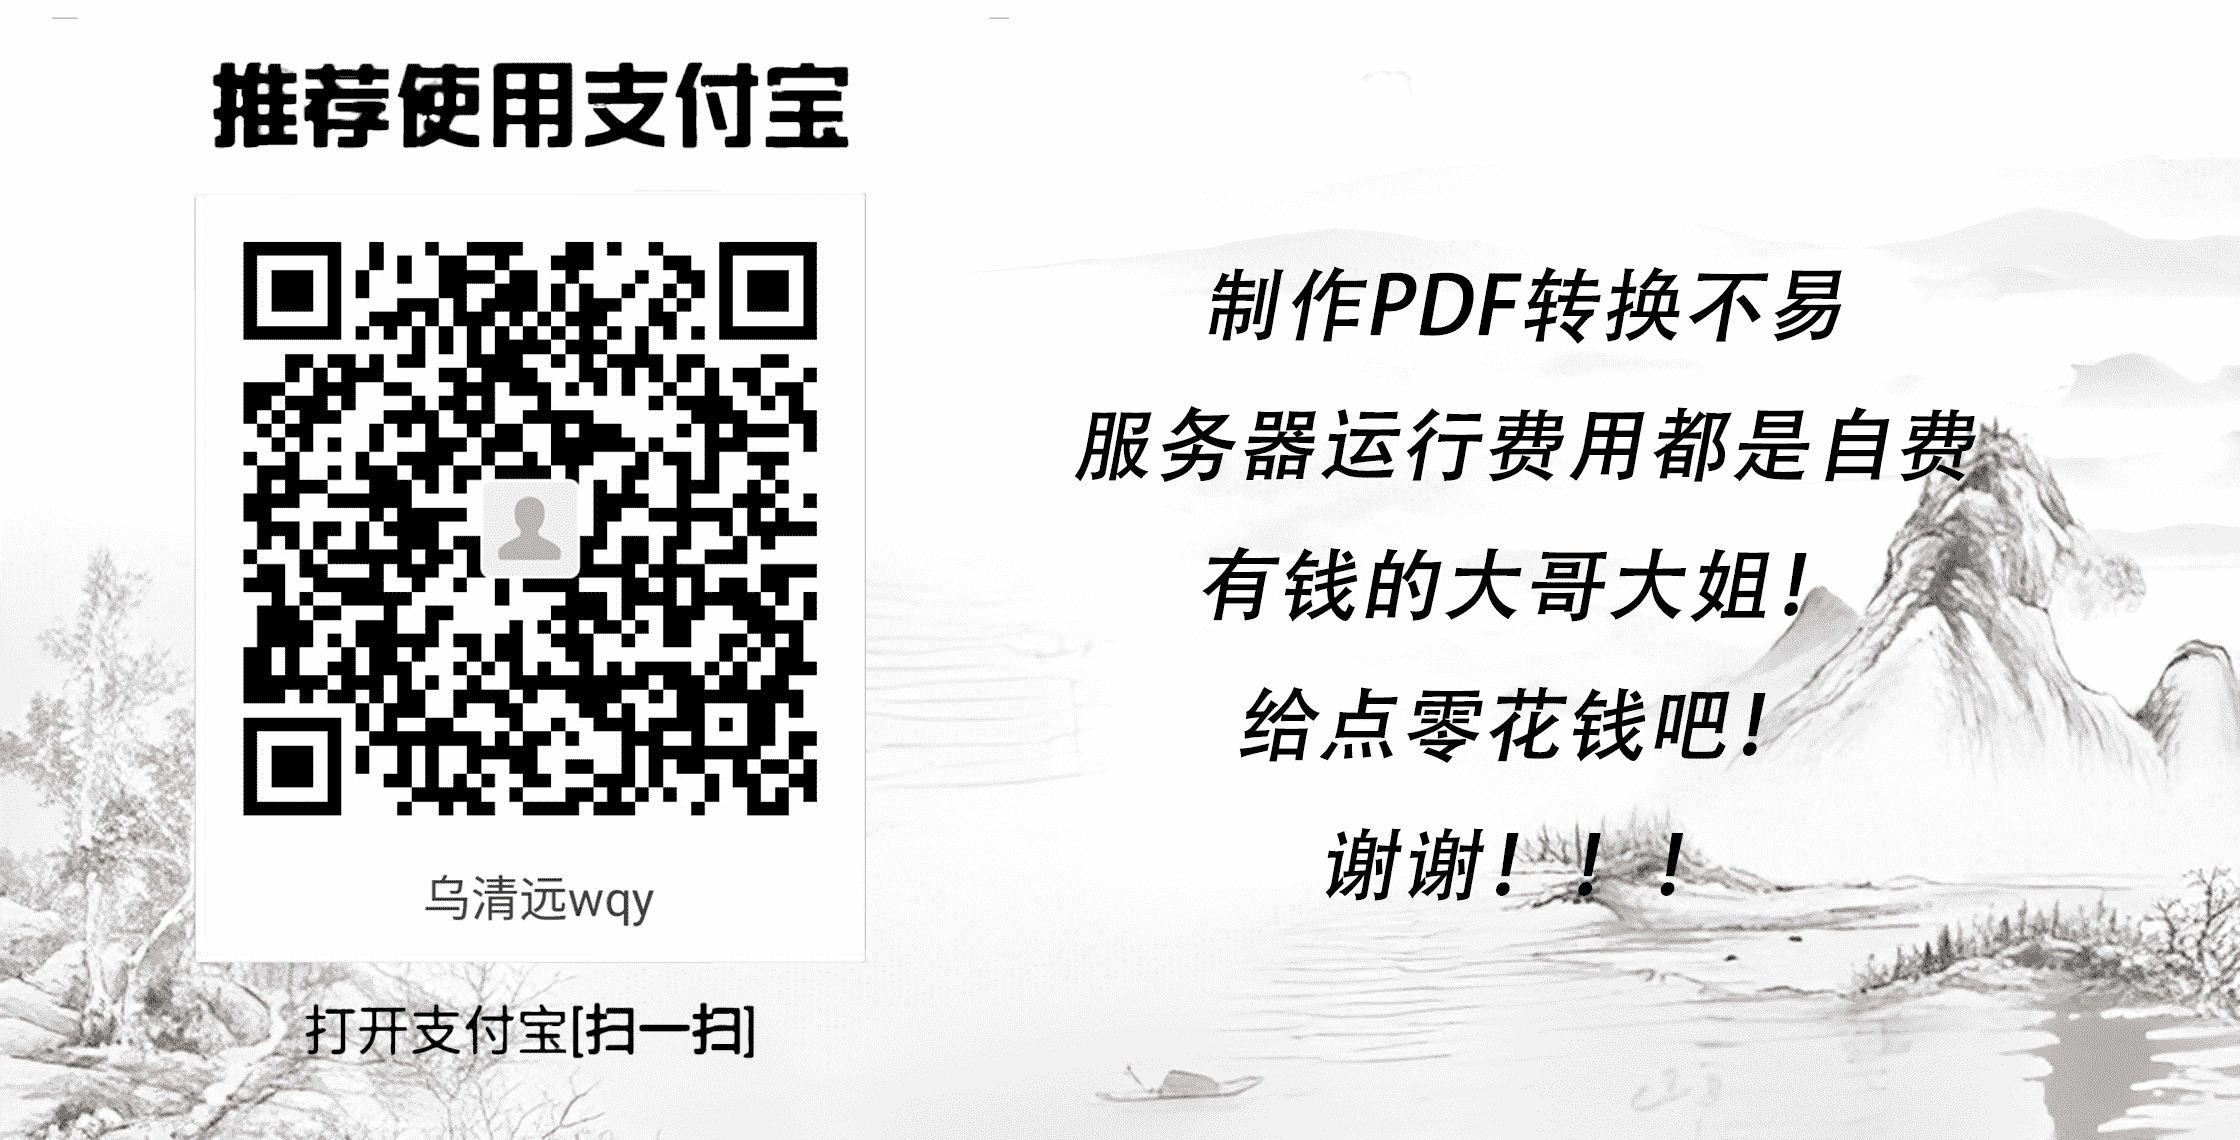 推荐使用支付宝
乌清远wqy
打开支付宝[扫一扫]
制作PDF转换不易
服务器运行费用都是自费
有钱的大哥大姐！
给点零花钱吧！
谢谢！！！